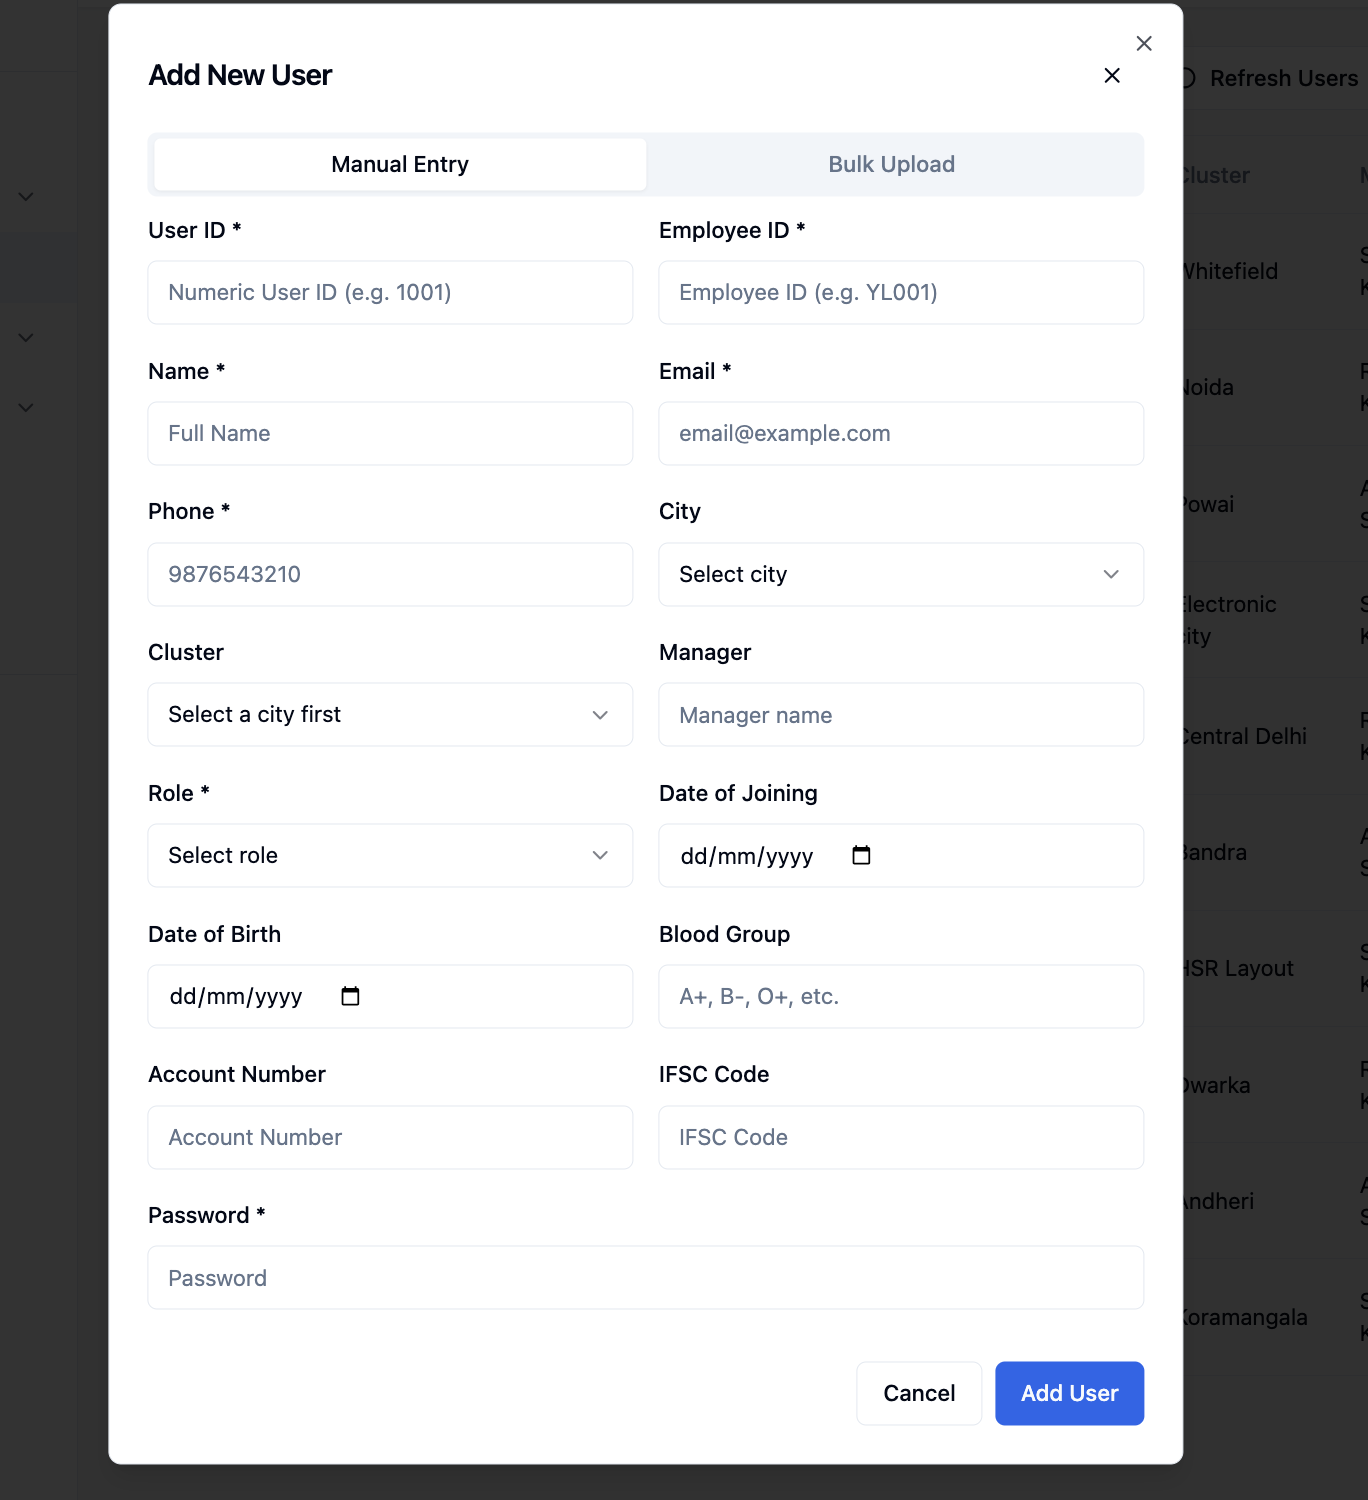 Add New User
Refresh Users
Manual Entry
Bulk Upload
User ID *
Employee ID *
Numeric User ID (e.g. 1001)
Employee ID (e.g. YL001)
Name *
Email *
Full Name
email@example.com
Phone *
City
9876543210
Select city
Cluster
Manager
Select a city first
Manager name
Role *
Date of Joining
Select role
dd/mm/yyyy
Date of Birth
Blood Group
dd/mm/yyyy
A+, B-, O+, etc.
Account Number
IFSC Code
Account Number
IFSC Code
Password *
Password
Cancel
Add User
Cluster
Whitefield
Noida
Powai
Electronic
city
Central Delhi
Bandra
HSR Layout
Dwarka
Andheri
Koramangala